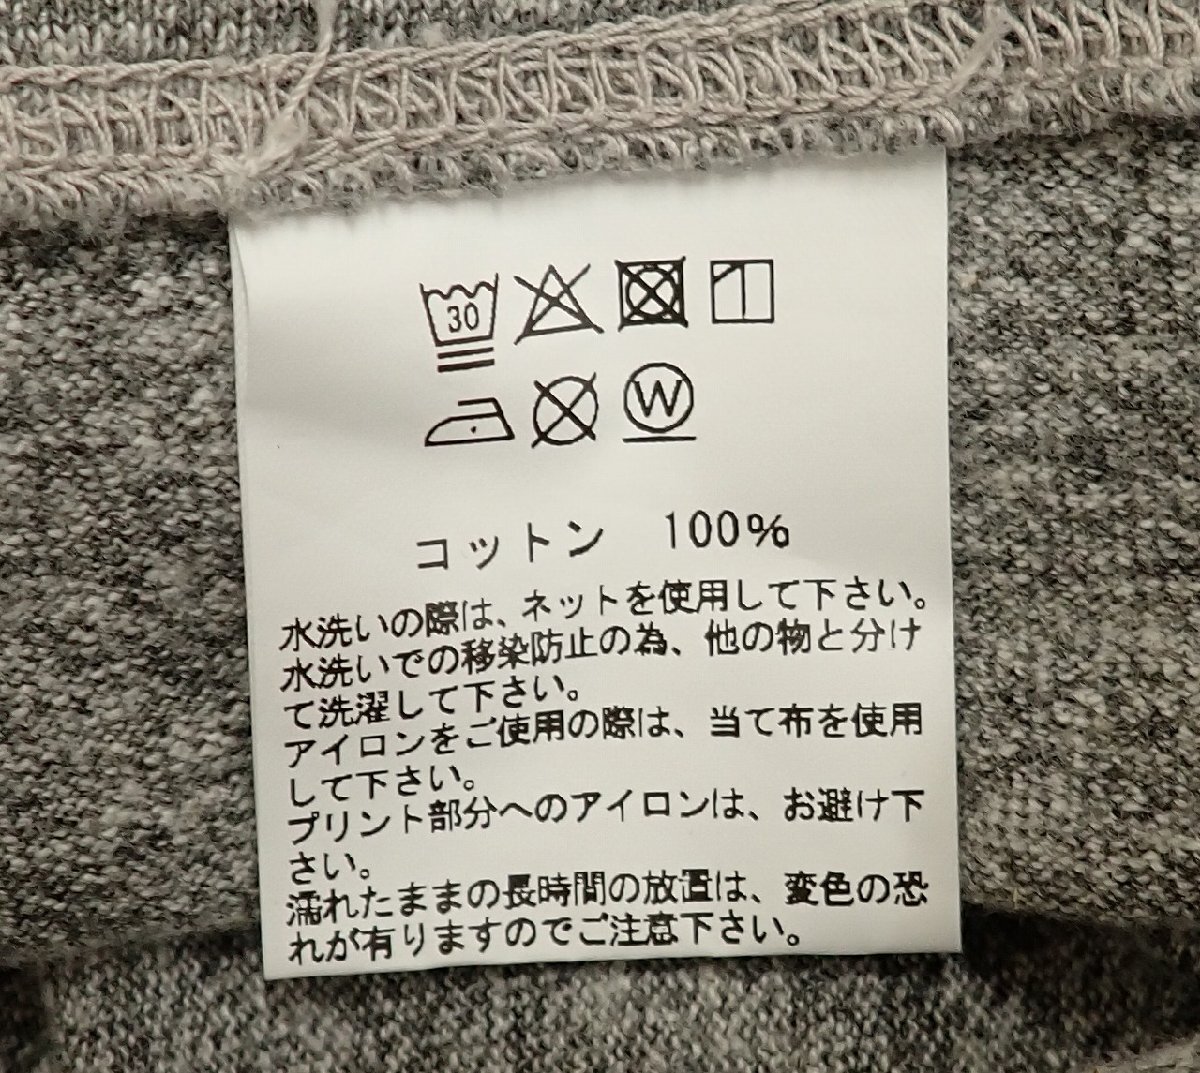 30
W
コットン 100%
水洗いの際は、ネットを使用して下さい。
水洗いでの移染防止の為、他の物と分け
て洗濯して下さい。
アイロンをご使用の際は、当て布を使用
して下さい。
プリント部分へのアイロンは、お避け下
さい。
濡れたままの長時間の放置は、変色の恐
れが有りますのでご注意下さい。